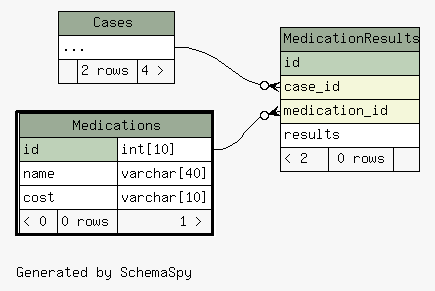 Cases
...
2 rows 4 >
MedicationResults
id
case_id
medication_id
results
< 2 0 rows
Medications
id int[10]
name varchar[40]
cost varchar[10]
< 0 0 rows 1 >
Generated by SchemaSpy